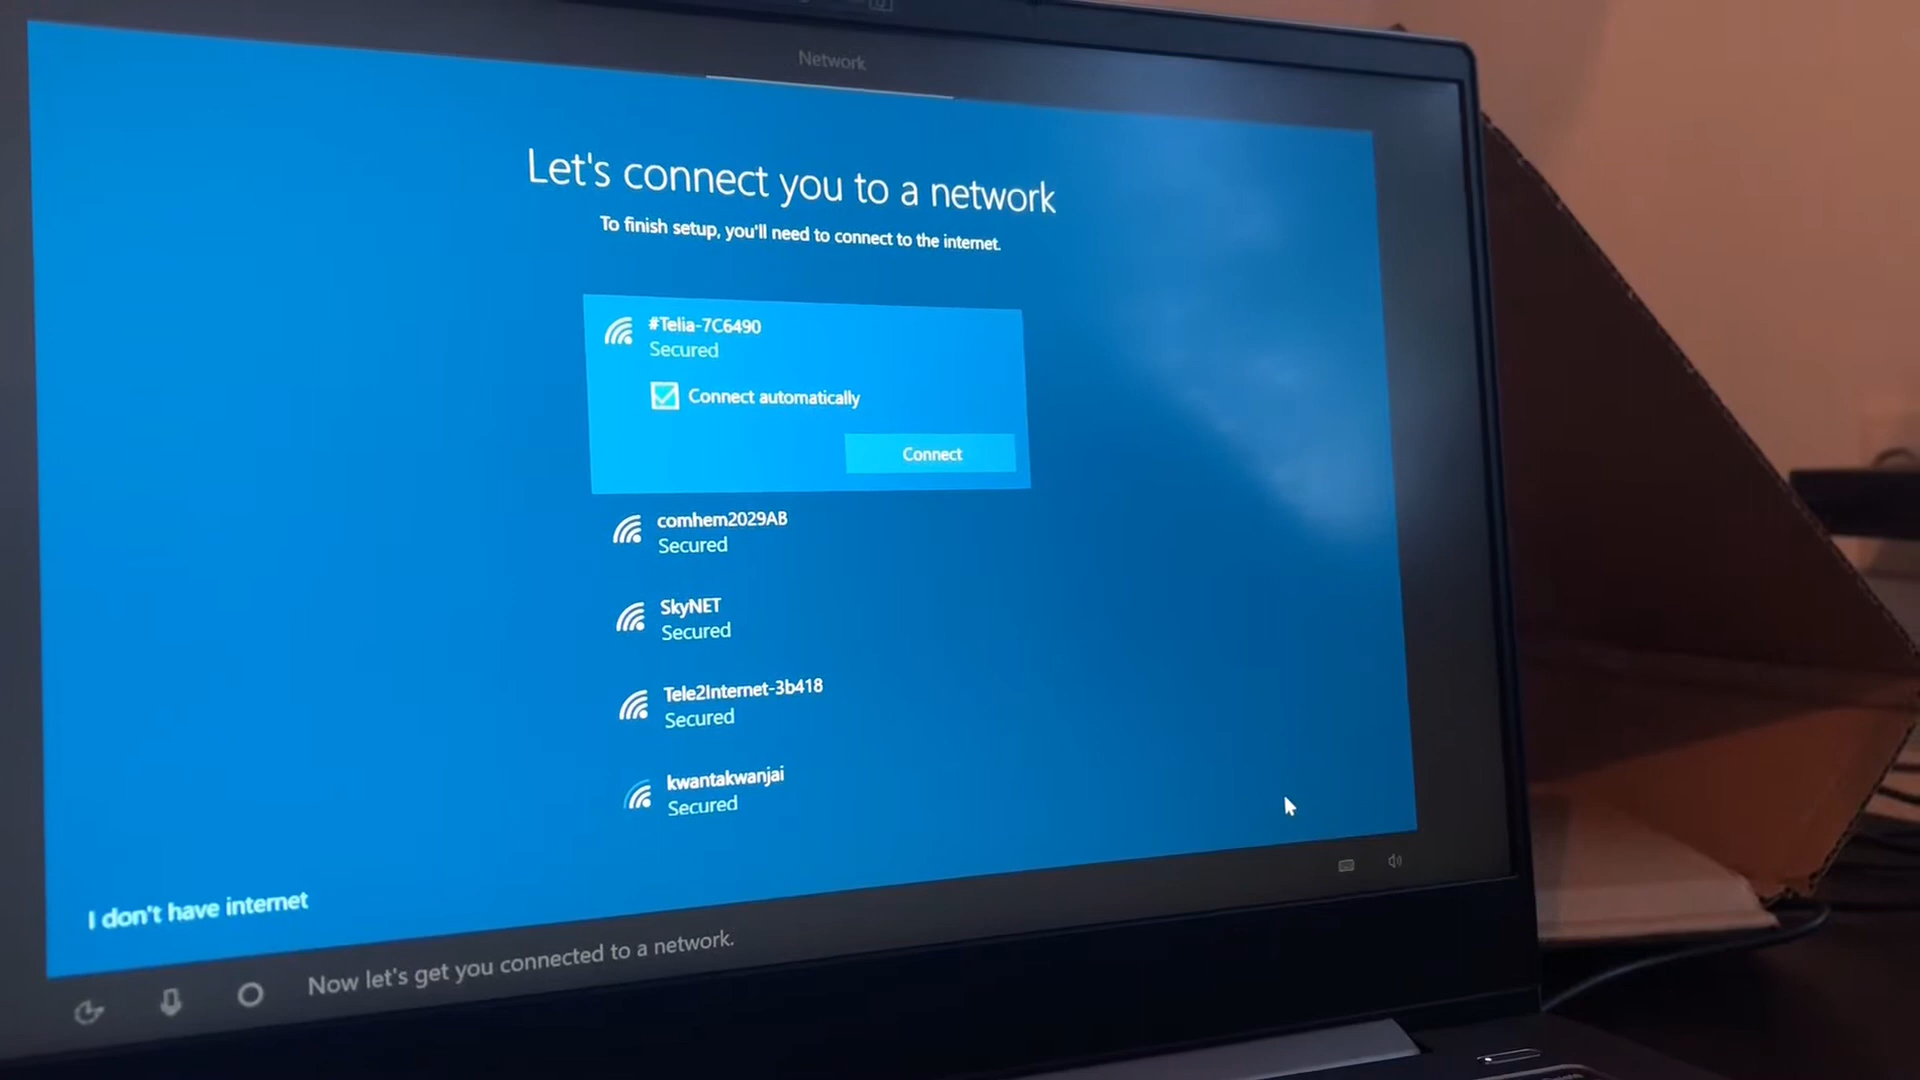 Network
Let's connect you to a network
To finish setup, you'll need to connect to the internet.
#Telia-7C6490
Secured
Connect automatically
Connect
comhem2029AB
Secured
SkyNET
Secured
Tele2Internet-3b418
Secured
kwantakwanjai
Secured
I don't have internet
Now let's get you connected to a network.